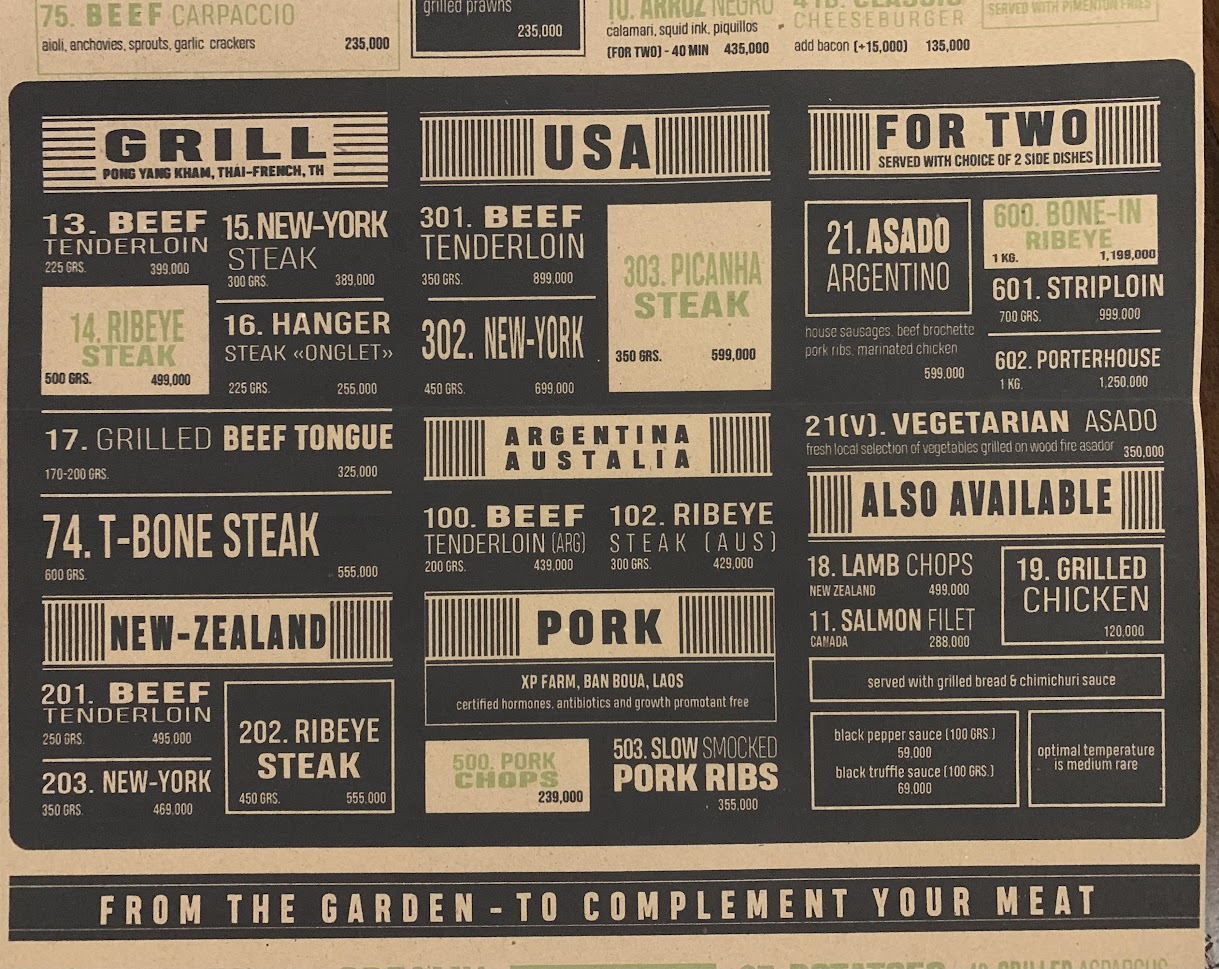 75. BEEF CARPACCIO
aioli, anchovies, sprouts, garlic crackers 235,000
grilled prawns
235,000
10. ARROZ NEGRO
calamari, squid ink, piquillos
(FOR TWO) - 40 MIN 435,000
CLASSIC
CHEESEBURGER
add bacon (+15,000) 135,000
SERVED WITH PIMENTON FRIES
GRILL
PONG YANG KHAM, THAI-FRENCH, TH
13. BEEF
TENDERLOIN
225 GRS. 399,000
15. NEW-YORK
STEAK
300 GRS. 389,000
14. RIBEYE
STEAK
500 GRS. 499,000
16. HANGER
STEAK «ONGLET»
225 GRS. 255,000
17. GRILLED BEEF TONGUE
170-200 GRS. 325,000
74. T-BONE STEAK
600 GRS. 555.000
NEW-ZEALAND
201. BEEF
TENDERLOIN
250 GRS. 495,000
203. NEW-YORK
350 GRS. 469.000
202. RIBEYE
STEAK
450 GRS. 555,000
USA
301. BEEF
TENDERLOIN
350 GRS. 899,000
302. NEW-YORK
450 GRS. 699,000
303. PICANHA
STEAK
350 GRS. 599,000
ARGENTINA
AUSTALIA
100. BEEF
TENDERLOIN (ARG)
200 GRS. 439,000
102. RIBEYE
STEAK (AUS)
300 GRS. 429,000
PORK
XP FARM, BAN BOUA, LAOS
certified hormones, antibiotics and growth promotant free
500. PORK
CHOPS
239,000
503. SLOW SMOCKED
PORK RIBS
355,000
FOR TWO
SERVED WITH CHOICE OF 2 SIDE DISHES
21. ASADO
ARGENTINO
house sausages, beef brochette
pork ribs, marinated chicken
599,000
600. BONE-IN
RIBEYE
1 KG. 1,198,000
601. STRIPLOIN
700 GRS. 999.000
602. PORTERHOUSE
1 KG. 1,250.000
21(V). VEGETARIAN ASADO
fresh local selection of vegetables grilled on wood fire asador 350,000
ALSO AVAILABLE
18. LAMB CHOPS
NEW ZEALAND 499,000
11. SALMON FILET
CANADA 288,000
19. GRILLED
CHICKEN
120,000
served with grilled bread & chimichuri sauce
black pepper sauce (100 GRS.)
59,000
black truffle sauce (100 GRS.)
69,000
optimal temperature
is medium rare
FROM THE GARDEN - TO COMPLEMENT YOUR MEAT
POTATOES
GRILLED ASPARGUS